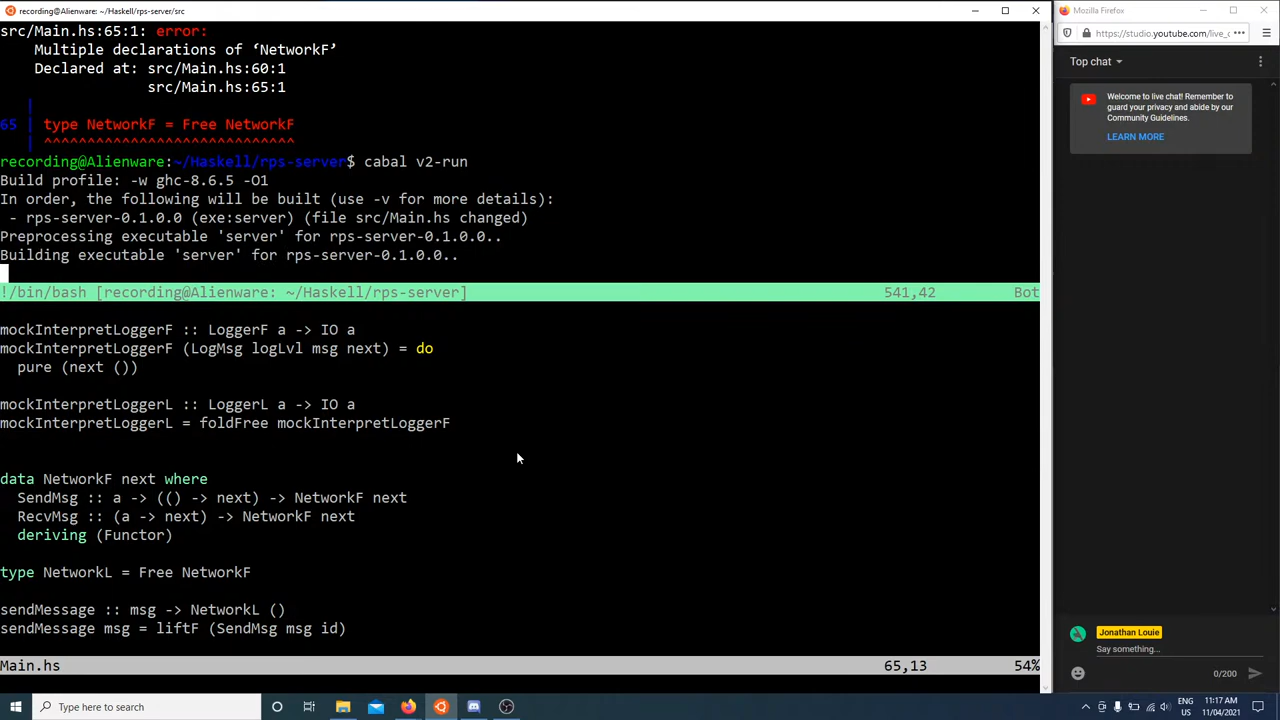 recording@Alienware: ~/Haskell/rps-server/src
src/Main.hs:65:1: error:
Multiple declarations of ‘NetworkF’
Declared at: src/Main.hs:60:1
src/Main.hs:65:1
|
65 | type NetworkF = Free NetworkF
| ^^^^^^^^^^^^^^^^^^^^^^^^^^^^^
recording@Alienware:~/Haskell/rps-server$ cabal v2-run
Build profile: -w ghc-8.6.5 -O1
In order, the following will be built (use -v for more details):
- rps-server-0.1.0.0 (exe:server) (file src/Main.hs changed)
Preprocessing executable 'server' for rps-server-0.1.0.0..
Building executable 'server' for rps-server-0.1.0.0..
!/bin/bash [recording@Alienware: ~/Haskell/rps-server] 541,42 Bot
mockInterpretLoggerF :: LoggerF a -> IO a
mockInterpretLoggerF (LogMsg logLvl msg next) = do
pure (next ())
mockInterpretLoggerL :: LoggerL a -> IO a
mockInterpretLoggerL = foldFree mockInterpretLoggerF
data NetworkF next where
SendMsg :: a -> (() -> next) -> NetworkF next
RecvMsg :: (a -> next) -> NetworkF next
deriving (Functor)
type NetworkL = Free NetworkF
sendMessage :: msg -> NetworkL ()
sendMessage msg = liftF (SendMsg msg id)
Main.hs 65,13 54%
Mozilla Firefox
https://studio.youtube.com/live_c
Top chat
Welcome to live chat! Remember to
guard your privacy and abide by our
Community Guidelines.
LEARN MORE
Jonathan Louie
Say something...
0/200
Type here to search
ENG
US
11:17 AM
11/04/2021